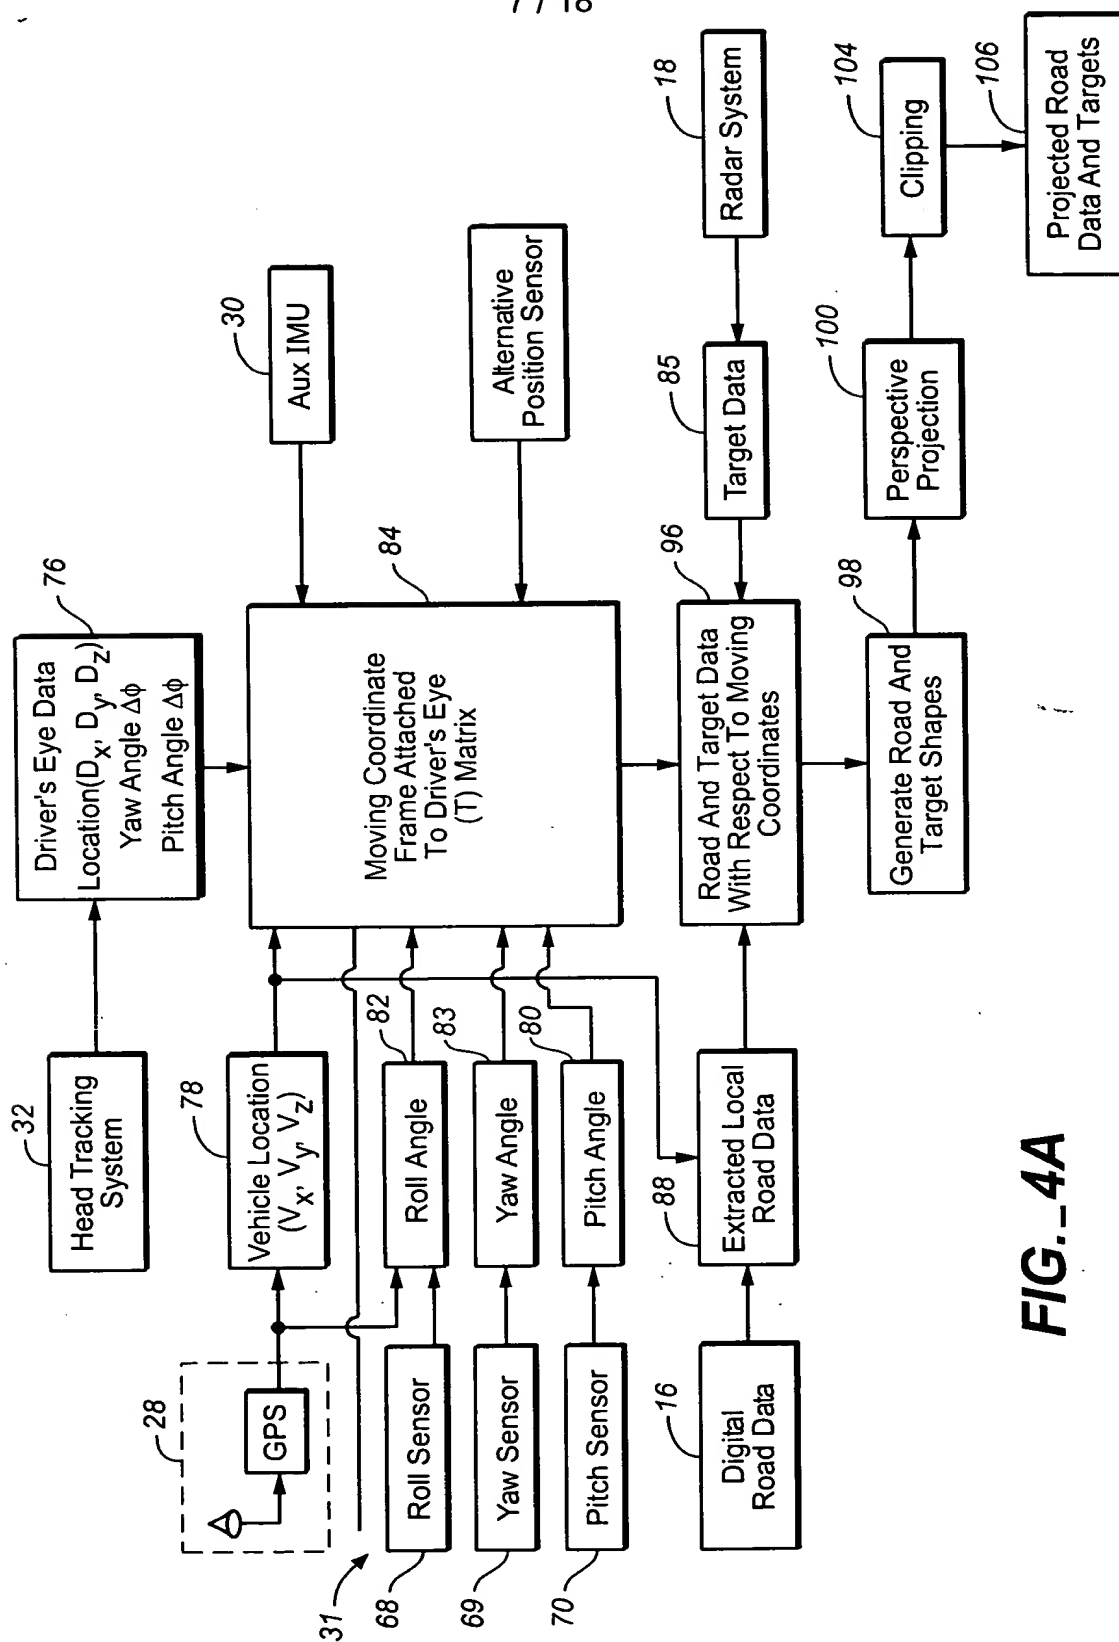 7 / 18
32
Head Tracking
System
76
Driver's Eye Data
Location(Dx, Dy, Dz)
Yaw Angle Δϕ
Pitch Angle Δϕ
28
GPS
78
Vehicle Location
(Vx, Vy, Vz)
30
Aux IMU
31
68
Roll Sensor
82
Roll Angle
84
Moving Coordinate
Frame Attached
To Driver's Eye
(T) Matrix
69
Yaw Sensor
83
Yaw Angle
Alternative
Position Sensor
70
Pitch Sensor
80
Pitch Angle
16
Digital
Road Data
88
Extracted Local
Road Data
96
Road And Target Data
With Respect To Moving
Coordinates
85
Target Data
18
Radar System
98
Generate Road And
Target Shapes
100
Perspective
Projection
104
Clipping
106
Projected Road
Data And Targets
FIG._4A